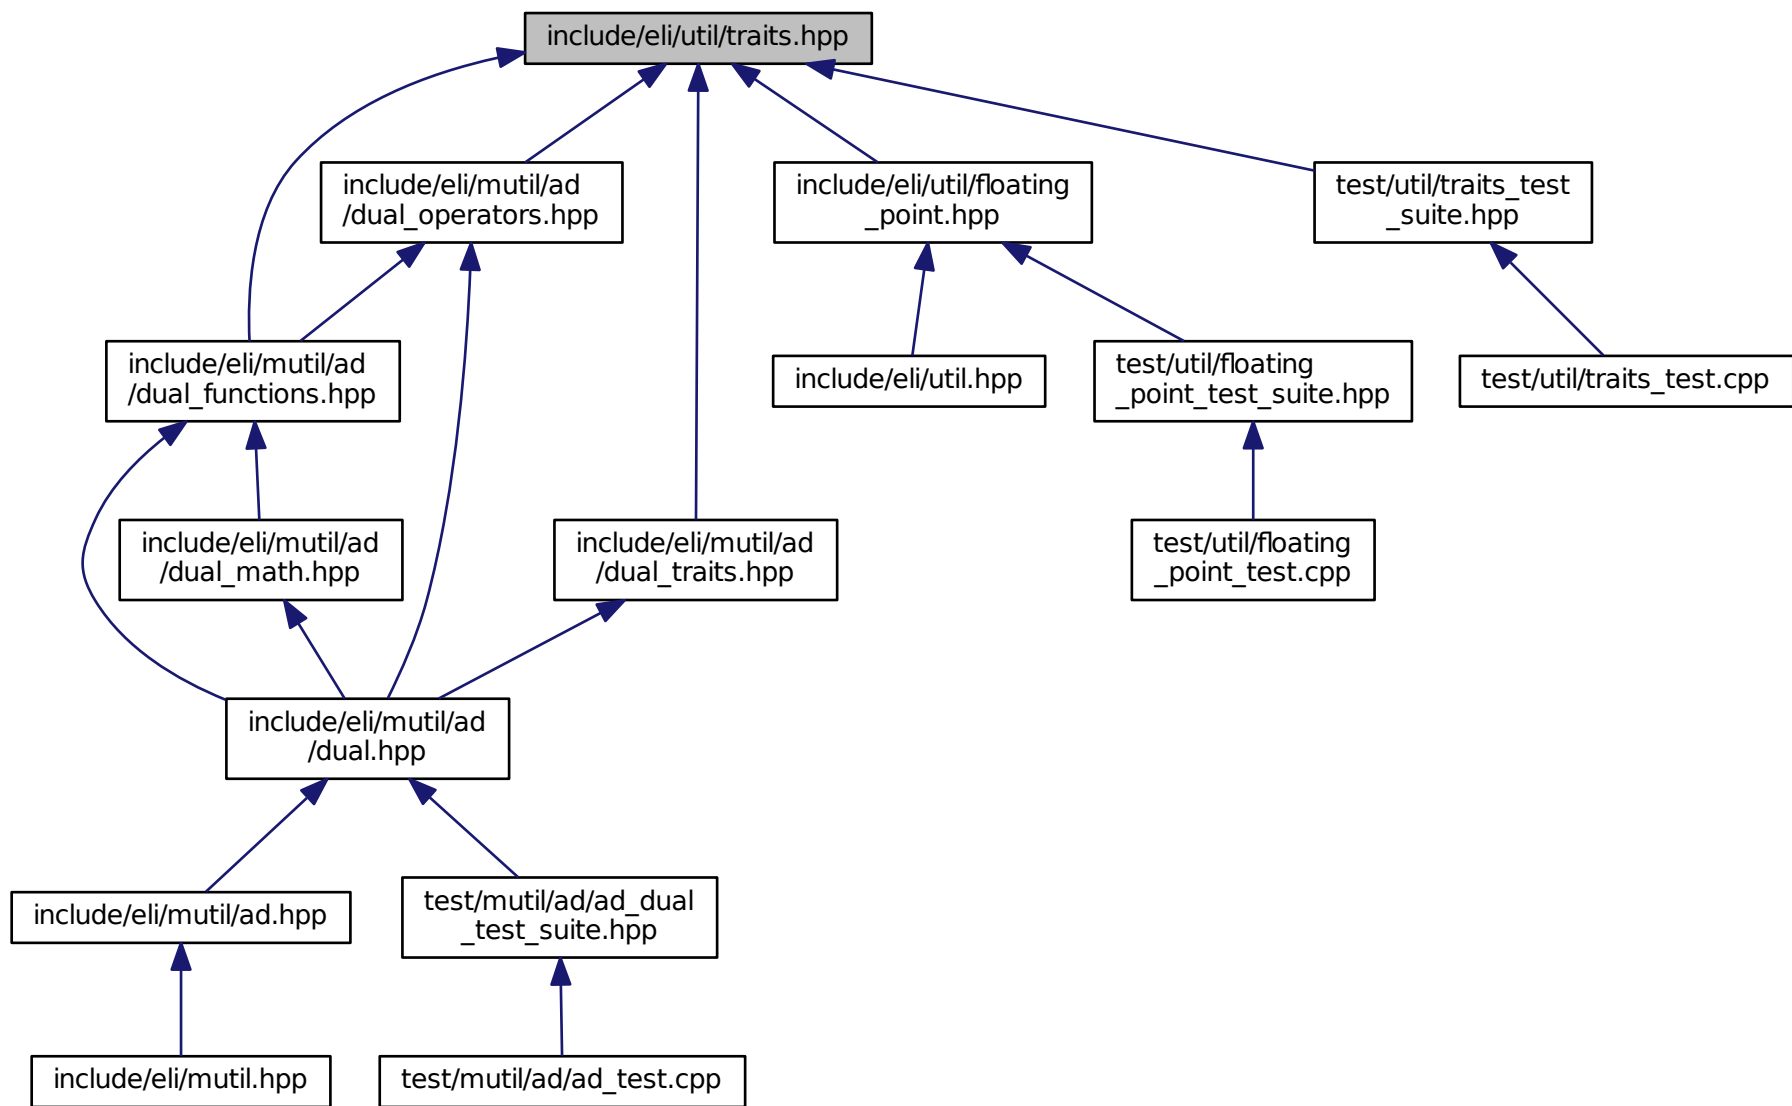 include/eli/util/traits.hpp
include/eli/mutil/ad
/dual_operators.hpp
include/eli/util/floating
_point.hpp
test/util/traits_test
_suite.hpp
include/eli/mutil/ad
/dual_functions.hpp
include/eli/util.hpp
test/util/floating
_point_test_suite.hpp
test/util/traits_test.cpp
include/eli/mutil/ad
/dual_math.hpp
include/eli/mutil/ad
/dual_traits.hpp
test/util/floating
_point_test.cpp
include/eli/mutil/ad
/dual.hpp
include/eli/mutil/ad.hpp
test/mutil/ad/ad_dual
_test_suite.hpp
include/eli/mutil.hpp
test/mutil/ad/ad_test.cpp